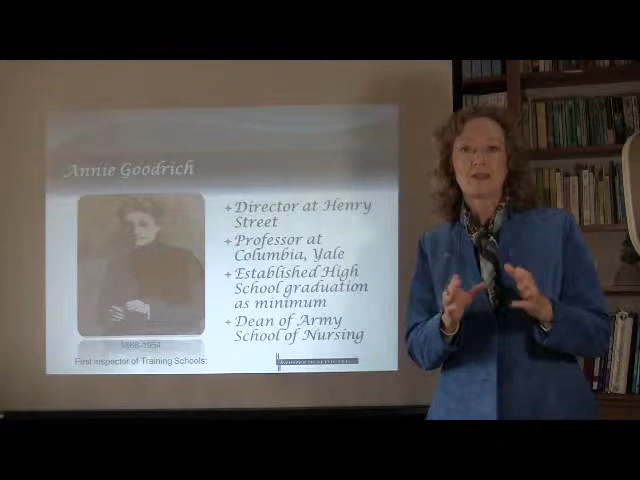 Annie Goodrich
+ Director at Henry
Street
+ Professor at
Columbia, Yale
+ Established High
School graduation
as minimum
+ Dean of Army
School of Nursing
1866-1954
First inspector of Training Schools: